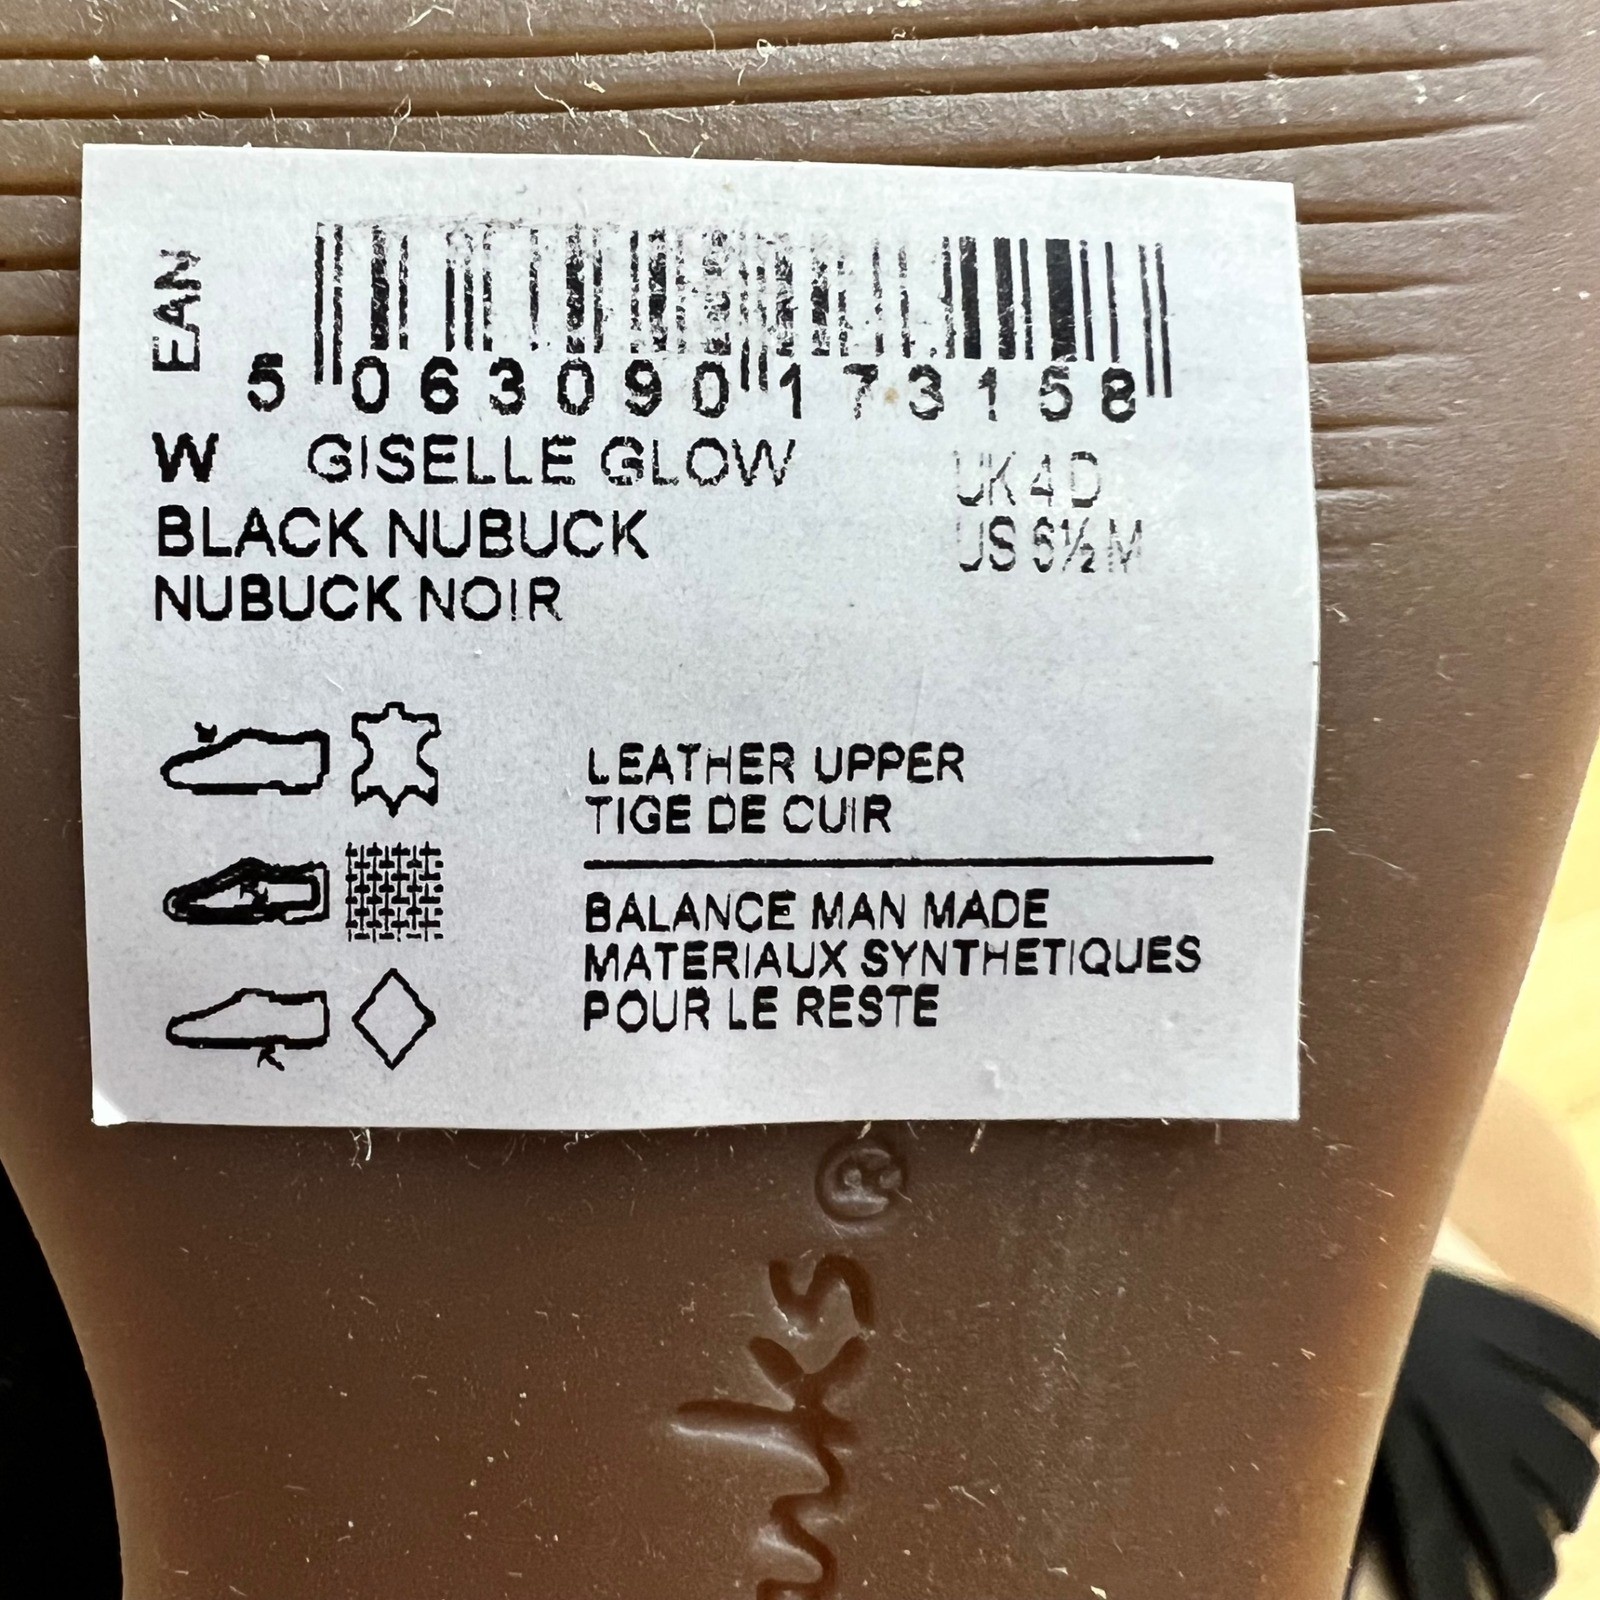 EAN
5 063090 173158
W GISELLE GLOW
UK 4 D
BLACK NUBUCK
US 6½ M
NUBUCK NOIR
LEATHER UPPER
TIGE DE CUIR
BALANCE MAN MADE
MATERIAUX SYNTHETIQUES
POUR LE RESTE
arks®